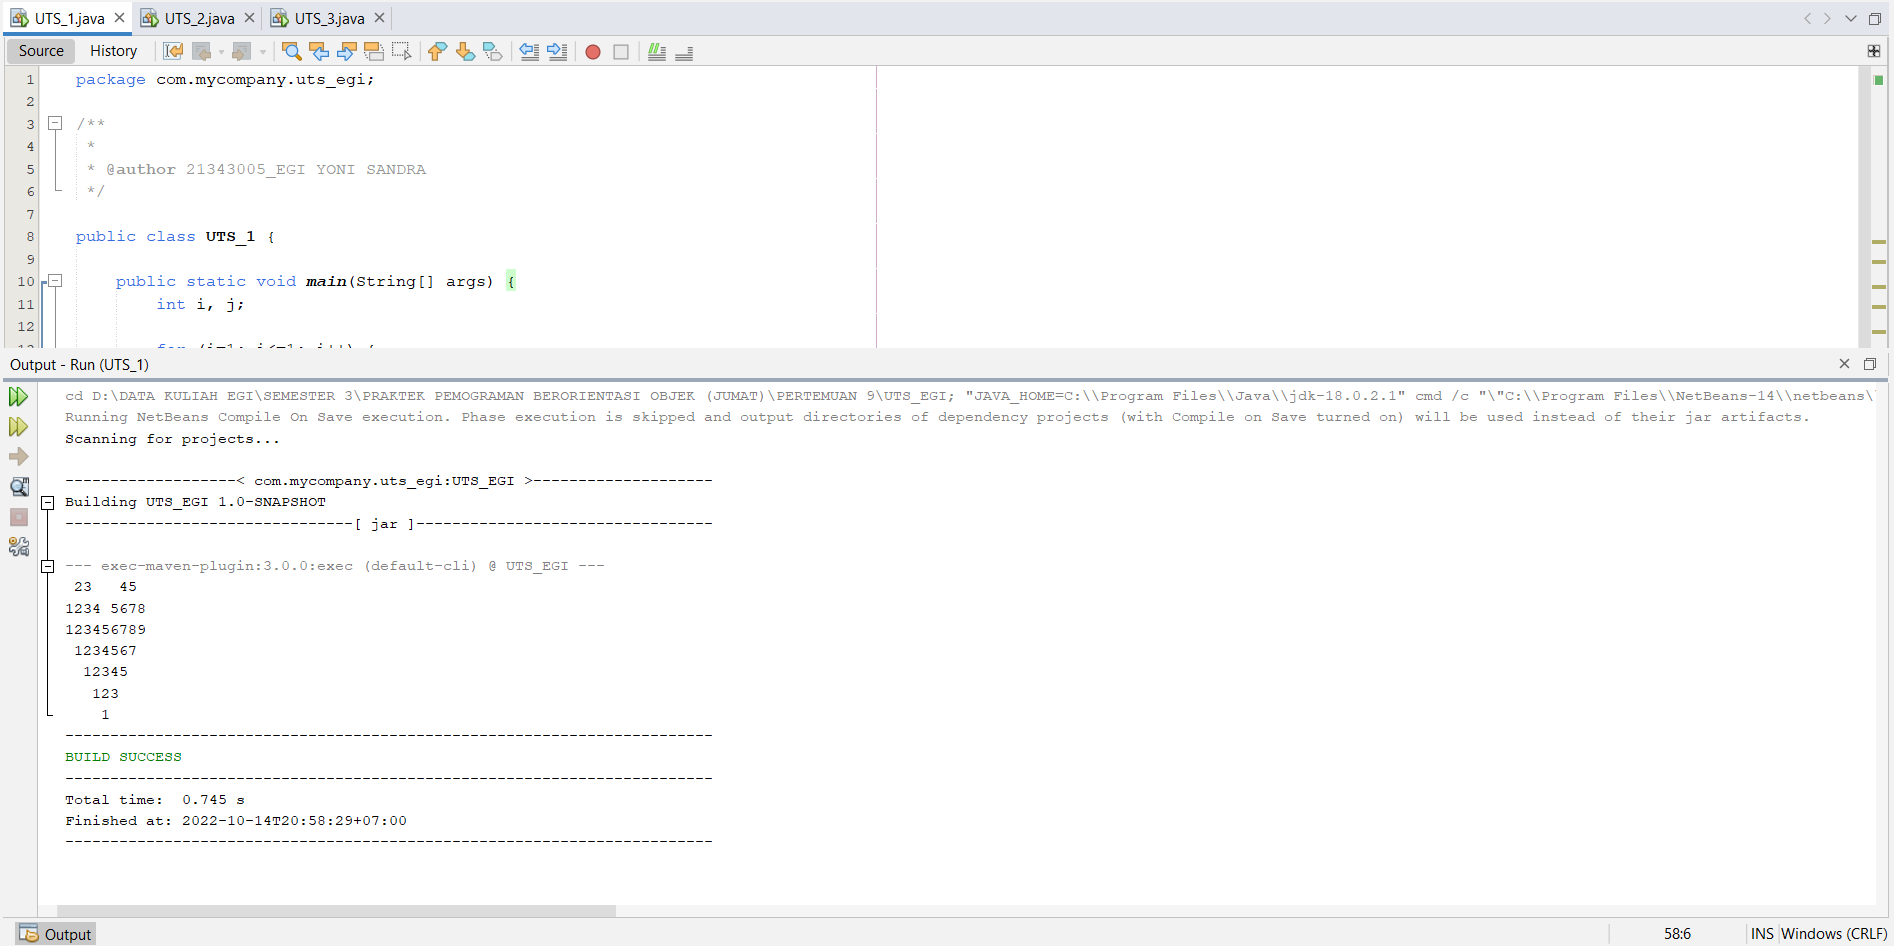 UTS_1.java UTS_2.java UTS_3.java
Source History
1 package com.mycompany.uts_egi;
2
3 /**
4 *
5 * @author 21343005_EGI YONI SANDRA
6 */
7
8 public class UTS_1 {
9
10 public static void main(String[] args) {
11 int i, j;
12
Output - Run (UTS_1)
cd D:\DATA KULIAH EGI\SEMESTER 3\PRAKTEK PEMOGRAMAN BERORIENTASI OBJEK (JUMAT)\PERTEMUAN 9\UTS_EGI; "JAVA_HOME=C:\\Program Files\\Java\\jdk-18.0.2.1" cmd /c "\"C:\\Program Files\\NetBeans-14\\netbeans\
Running NetBeans Compile On Save execution. Phase execution is skipped and output directories of dependency projects (with Compile on Save turned on) will be used instead of their jar artifacts.
Scanning for projects...
-------------------< com.mycompany.uts_egi:UTS_EGI >--------------------
Building UTS_EGI 1.0-SNAPSHOT
--------------------------------[ jar ]---------------------------------
--- exec-maven-plugin:3.0.0:exec (default-cli) @ UTS_EGI ---
 23   45
1234 5678
123456789
 1234567
  12345
   123
    1
------------------------------------------------------------------------
BUILD SUCCESS
------------------------------------------------------------------------
Total time:  0.745 s
Finished at: 2022-10-14T20:58:29+07:00
------------------------------------------------------------------------
Output 58:6 INS Windows (CRLF)